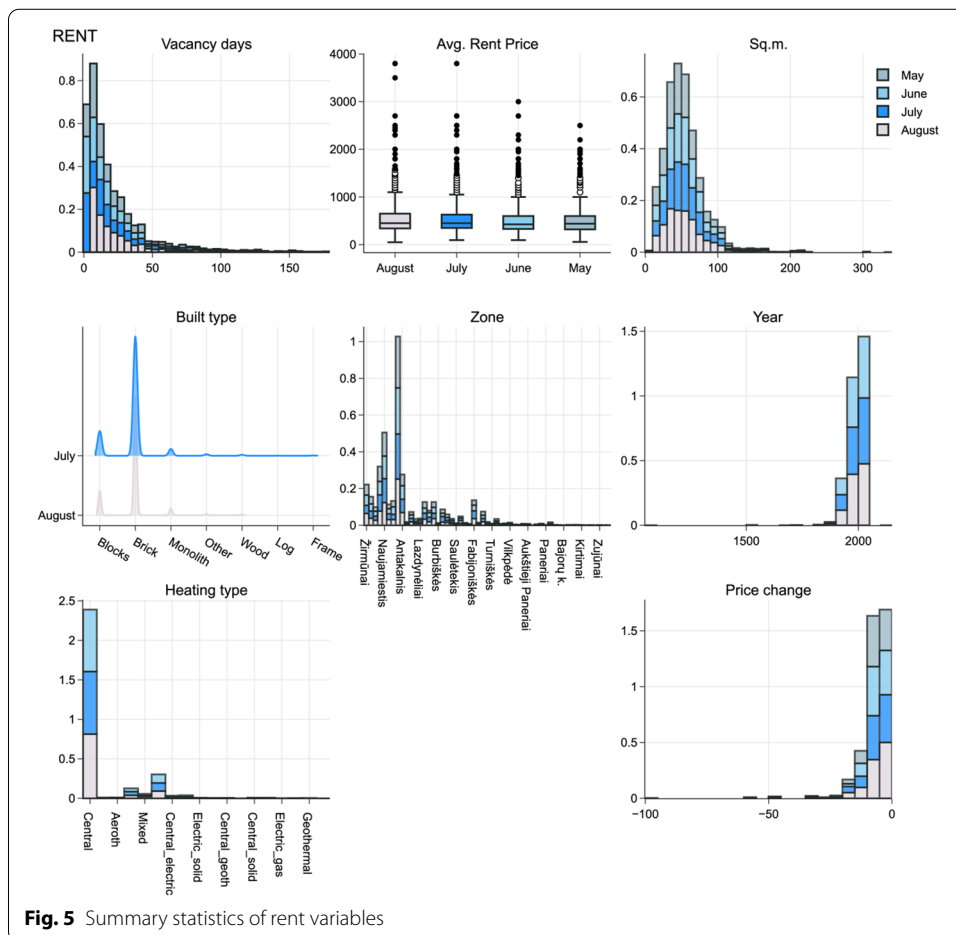 RENT
Vacancy days
0.8
0.6
0.4
0.2
0
0
50
100
150
Avg. Rent Price
4000
3000
2000
1000
0
August
July
June
May
Sq.m.
0.6
0.4
0.2
0
0
100
200
300
May
June
July
August
Built type
July
August
Blocks
Brick
Monolith
Other
Wood
Log
Frame
Zone
1
0.8
0.6
0.4
0.2
0
Žirmūnai
Naujamiestis
Antakalnis
Lazdynėliai
Burbiškės
Saulėtekis
Fabijoniškės
Turniškės
Vilkpėdė
Aukštieji Paneriai
Paneriai
Bajorų k.
Kirtimai
Zujūnai
Year
1.5
1
0.5
0
1500
2000
Heating type
2.5
2
1.5
1
0.5
0
Central
Aeroth
Mixed
Central_electric
Electric_solid
Central_geoth
Central_solid
Electric_gas
Geothermal
Price change
1.5
1
0.5
0
−100
−50
0
Fig. 5 Summary statistics of rent variables